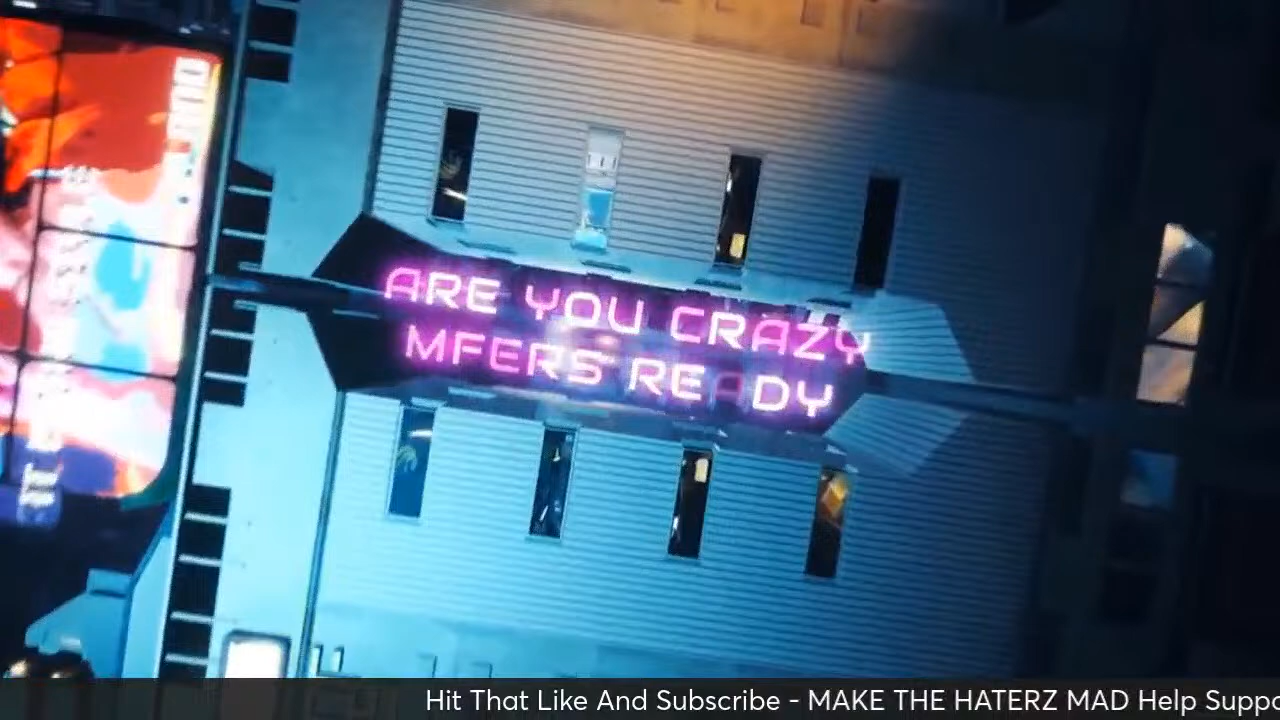 ARE YOU CRAZY
MFERS READY
Hit That Like And Subscribe - MAKE THE HATERZ MAD Help Suppo